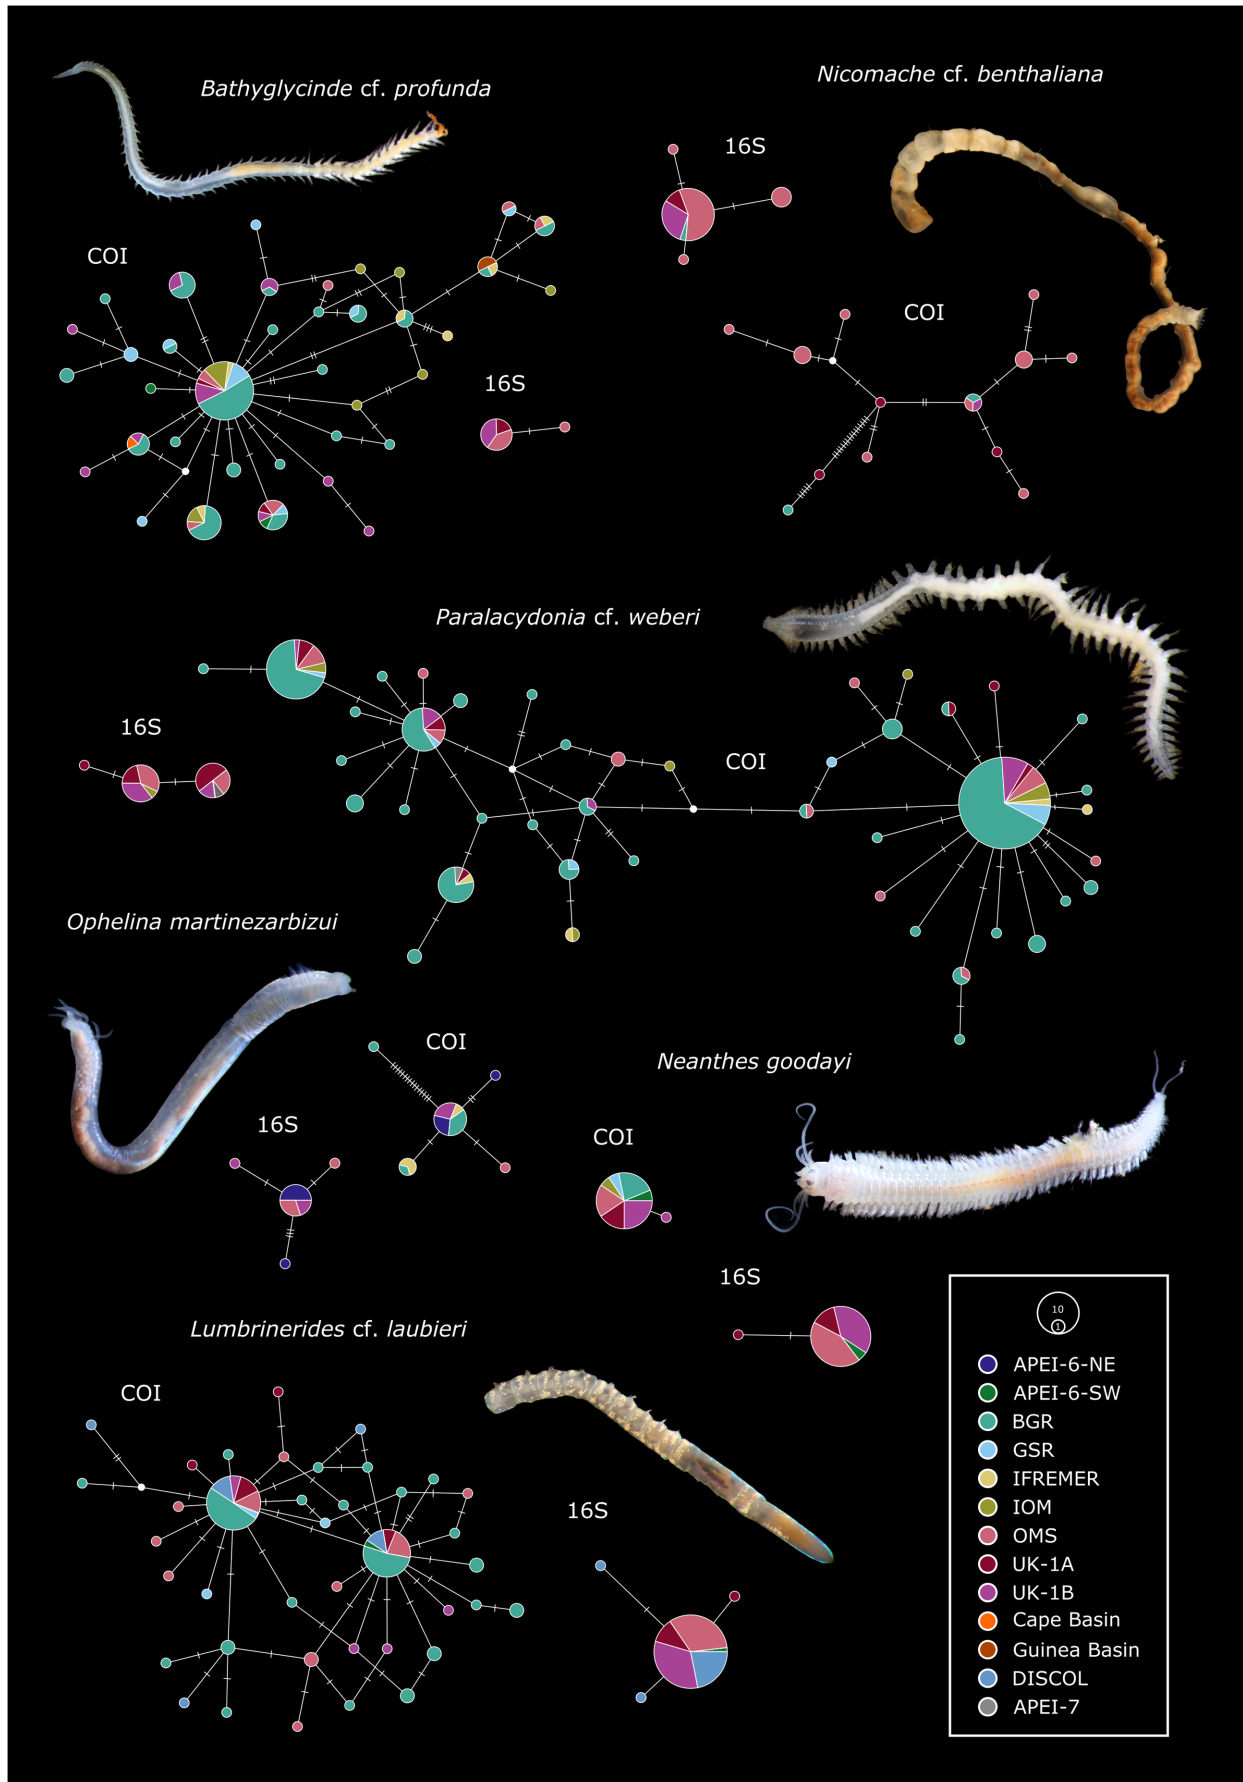 Bathyglycinde cf. profunda
Nicomache cf. benthaliana
16S
COI
COI
16S
Paralacydonia cf. weberi
16S
COI
Ophelina martinezarbizui
COI
16S
Neanthes goodayi
COI
16S
Lumbrinerides cf. laubieri
COI
16S
10
1
APEI-6-NE
APEI-6-SW
BGR
GSR
IFREMER
IOM
OMS
UK-1A
UK-1B
Cape Basin
Guinea Basin
DISCOL
APEI-7